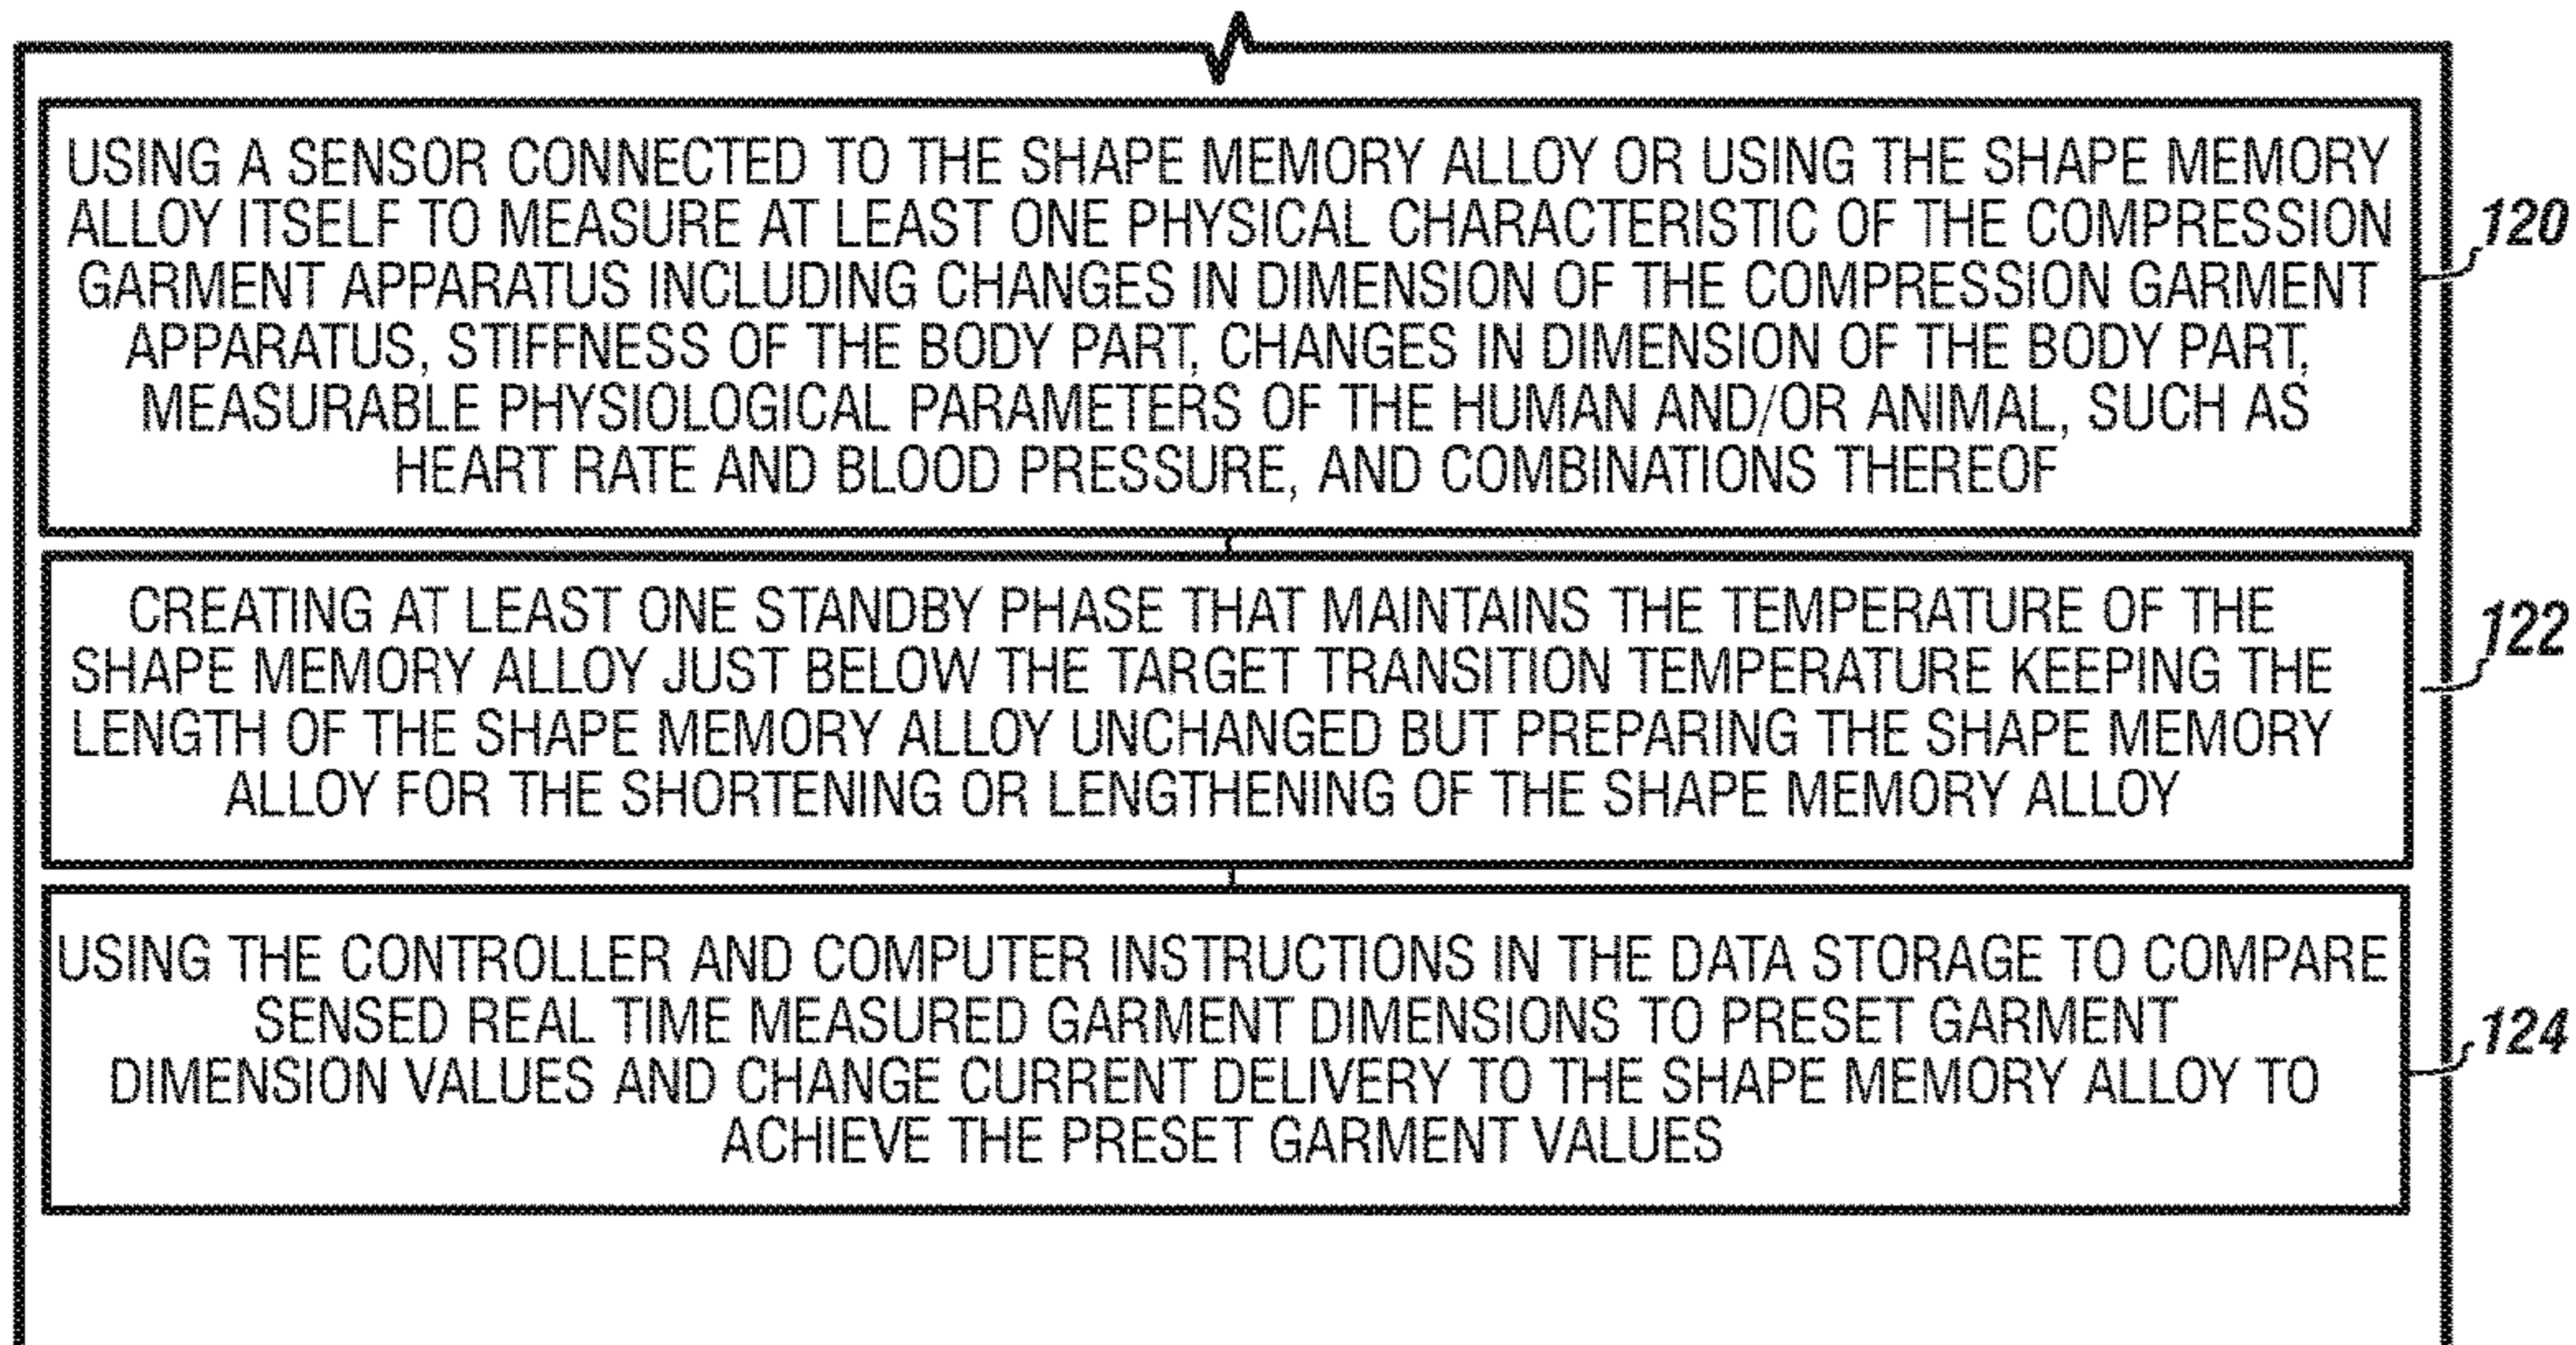 USING A SENSOR CONNECTED TO THE SHAPE MEMORY ALLOY OR USING THE SHAPE MEMORY
ALLOY ITSELF TO MEASURE AT LEAST ONE PHYSICAL CHARACTERISTIC OF THE COMPRESSION
GARMENT APPARATUS INCLUDING CHANGES IN DIMENSION OF THE COMPRESSION GARMENT
APPARATUS, STIFFNESS OF THE BODY PART, CHANGES IN DIMENSION OF THE BODY PART,
MEASURABLE PHYSIOLOGICAL PARAMETERS OF THE HUMAN AND/OR ANIMAL, SUCH AS
HEART RATE AND BLOOD PRESSURE, AND COMBINATIONS THEREOF
120
CREATING AT LEAST ONE STANDBY PHASE THAT MAINTAINS THE TEMPERATURE OF THE
SHAPE MEMORY ALLOY JUST BELOW THE TARGET TRANSITION TEMPERATURE KEEPING THE
LENGTH OF THE SHAPE MEMORY ALLOY UNCHANGED BUT PREPARING THE SHAPE MEMORY
ALLOY FOR THE SHORTENING OR LENGTHENING OF THE SHAPE MEMORY ALLOY
122
USING THE CONTROLLER AND COMPUTER INSTRUCTIONS IN THE DATA STORAGE TO COMPARE
SENSED REAL TIME MEASURED GARMENT DIMENSIONS TO PRESET GARMENT
DIMENSION VALUES AND CHANGE CURRENT DELIVERY TO THE SHAPE MEMORY ALLOY TO
ACHIEVE THE PRESET GARMENT VALUES
124